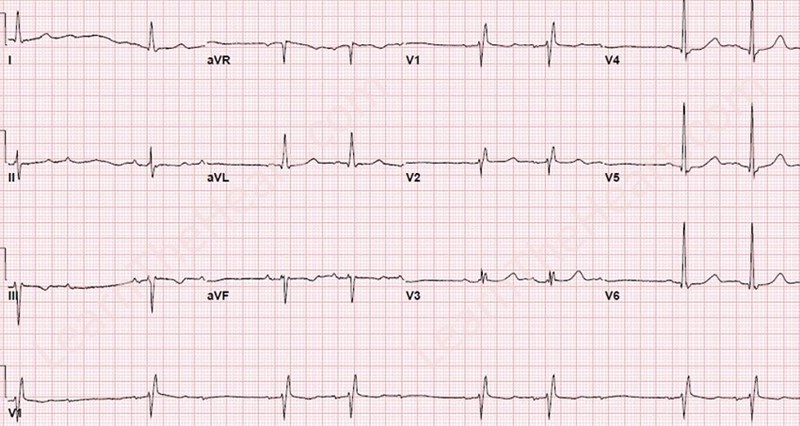 I aVR V1 V4
II aVL V2 V5
III aVF V3 V6
V1